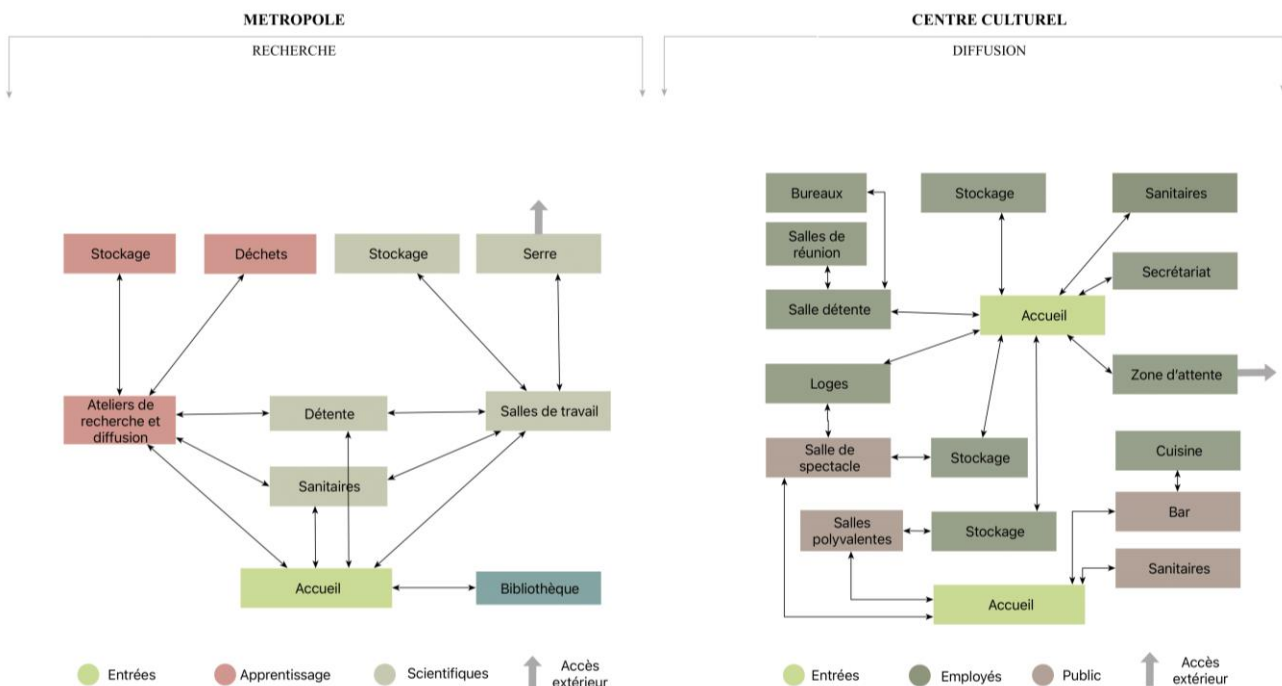 METROPOLE
RECHERCHE
Stockage
Déchets
Stockage
Serre
Ateliers de
recherche et
diffusion
Détente
Salles de travail
Sanitaires
Accueil
Bibliothèque
Entrées
Apprentissage
Scientifiques
Accès
extérieur
CENTRE CULTUREL
DIFFUSION
Bureaux
Stockage
Sanitaires
Salles de
réunion
Secrétariat
Salle détente
Accueil
Loges
Zone d'attente
Salle de
spectacle
Stockage
Cuisine
Salles
polyvalentes
Stockage
Bar
Sanitaires
Accueil
Entrées
Employés
Public
Accès
extérieur